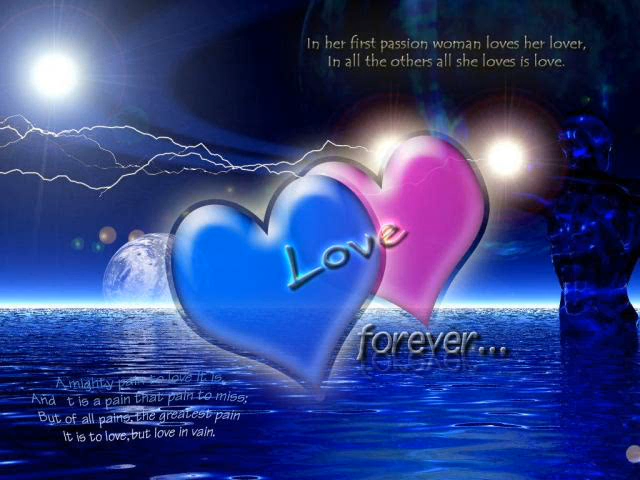 In her first passion woman loves her lover,
In all the others all she loves is love.
Love
forever...
A mighty pain to love it is,
And t is a pain that pain to miss;
But of all pains, the greatest pain
It is to love, but love in vain.